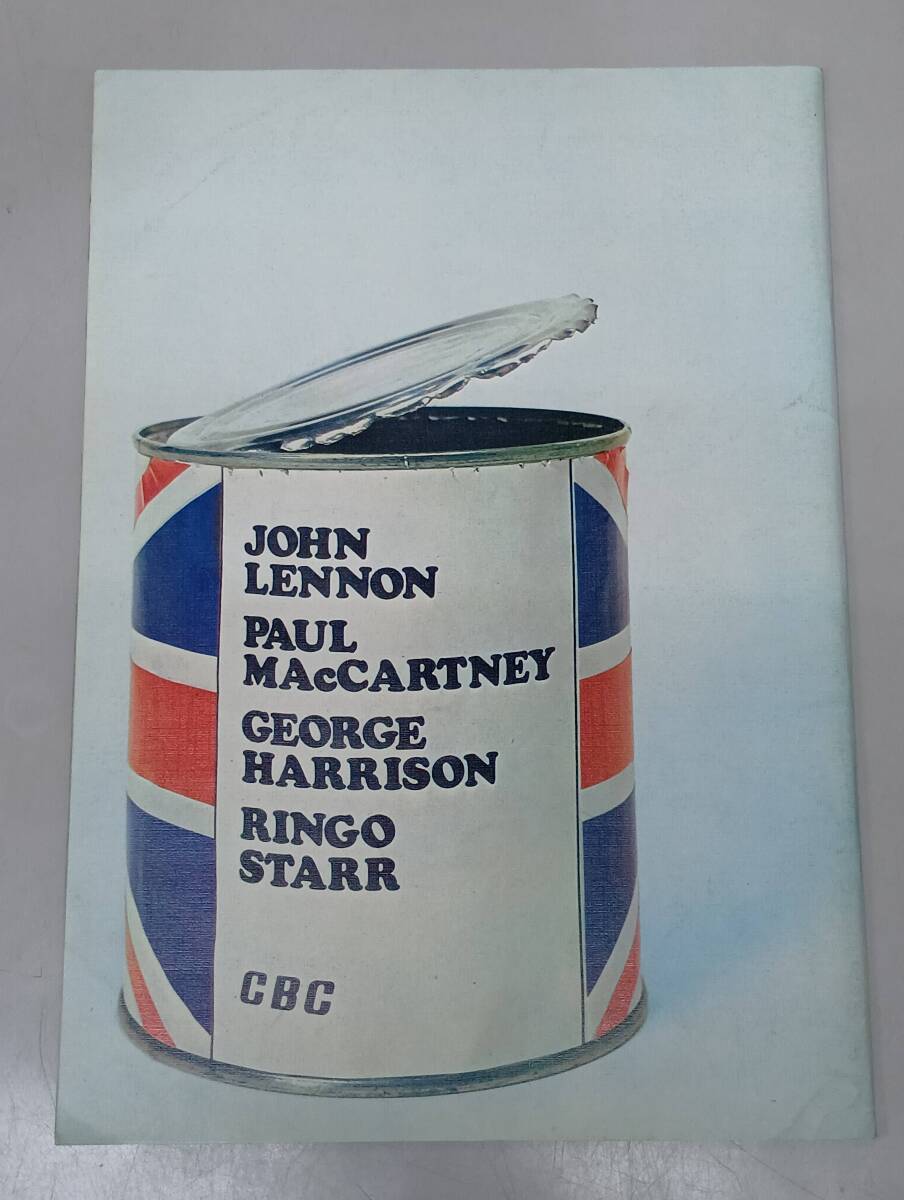 JOHN
LENNON
PAUL
MAcCARTNEY
GEORGE
HARRISON
RINGO
STARR
CBC